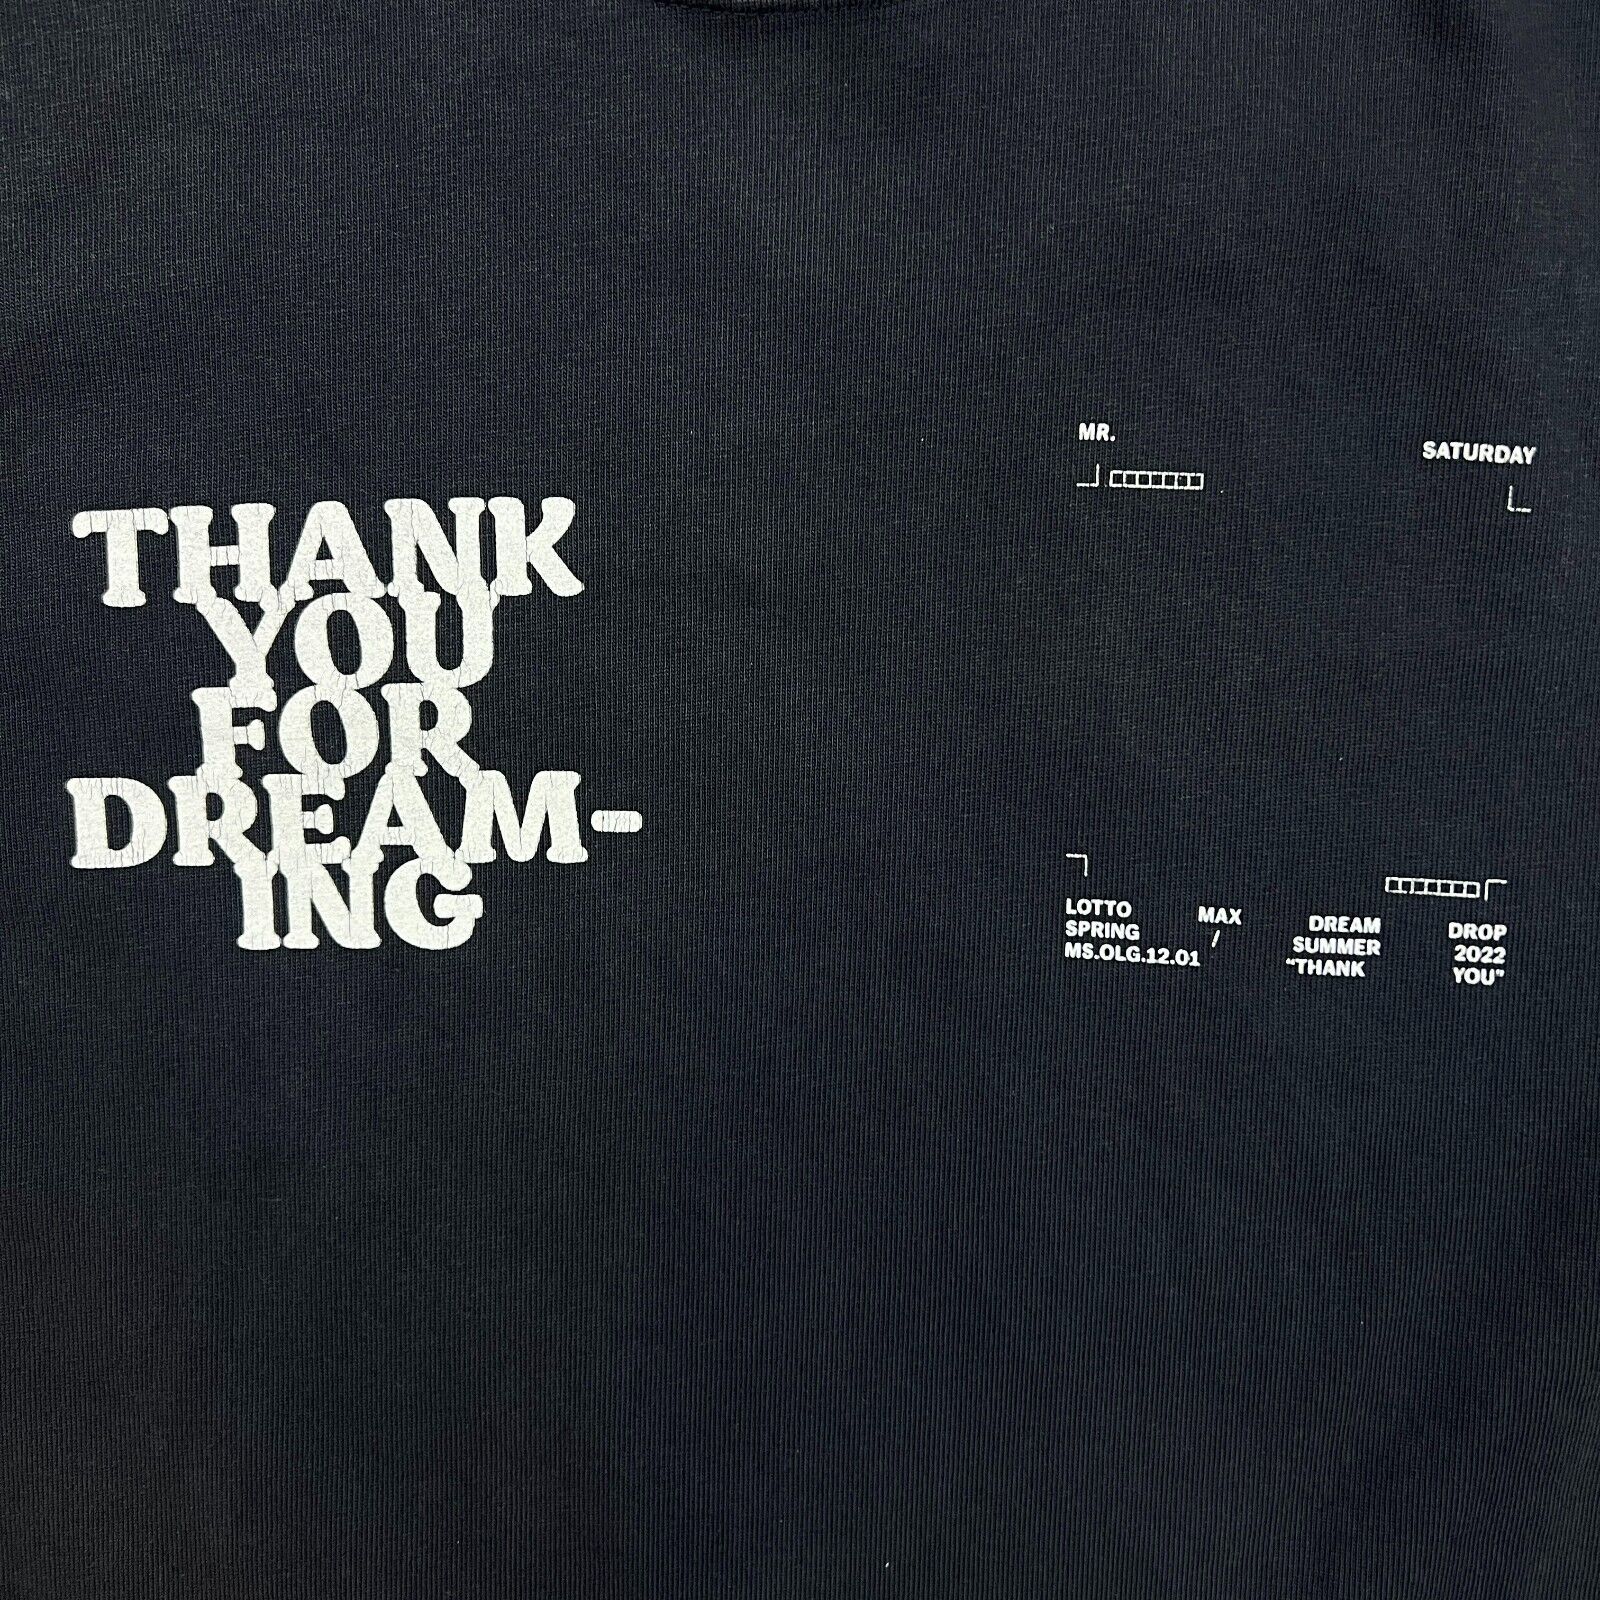 THANK
YOU
FOR
DREAM-
ING
MR. SATURDAY
LOTTO MAX DREAM DROP
SPRING / SUMMER 2022
MS.OLG.12.01 “THANK YOU”